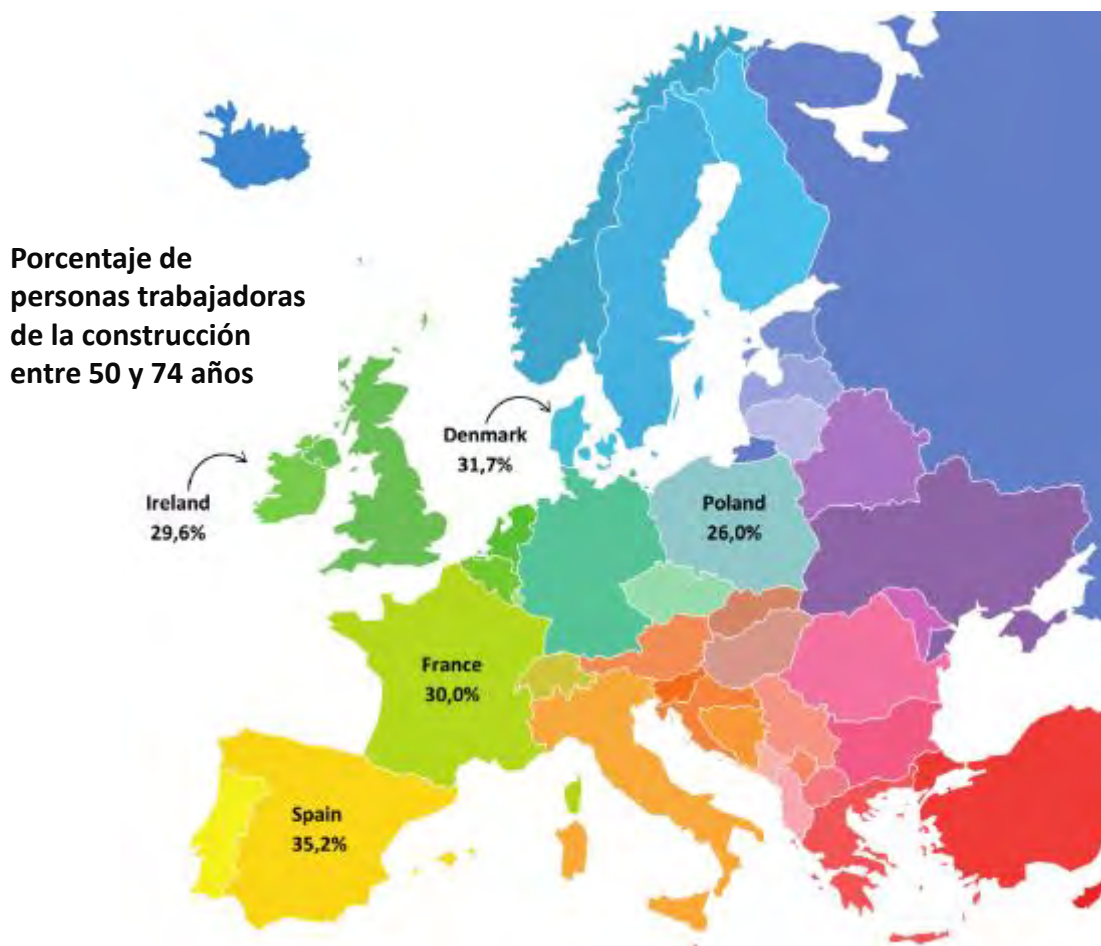 Porcentaje de
personas trabajadoras
de la construcción
entre 50 y 74 años
Denmark
31,7%
Ireland
29,6%
Poland
26,0%
France
30,0%
Spain
35,2%